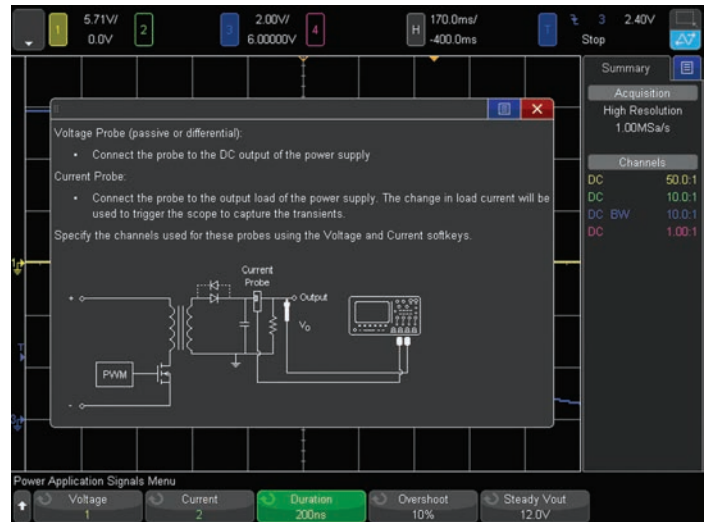 1
5.71V/
0.0V
2
3
2.00V/
6.00000V
4
H
170.0ms/
-400.0ms
T
3
2.40V
Stop
Summary
Acquisition
High Resolution
1.00MSa/s
Channels
DC 50.0:1
DC 10.0:1
DC BW 10.0:1
DC 1.00:1
Voltage Probe (passive or differential):
• Connect the probe to the DC output of the power supply
Current Probe:
• Connect the probe to the output load of the power supply. The change in load current will be
used to trigger the scope to capture the transients.
Specify the channels used for these probes using the Voltage and Current softkeys.
Current
Probe
+
Output
Vo
PWM
-
1
T
3
Power Application Signals Menu
Voltage
1
Current
2
Duration
200ns
Overshoot
10%
Steady Vout
12.0V